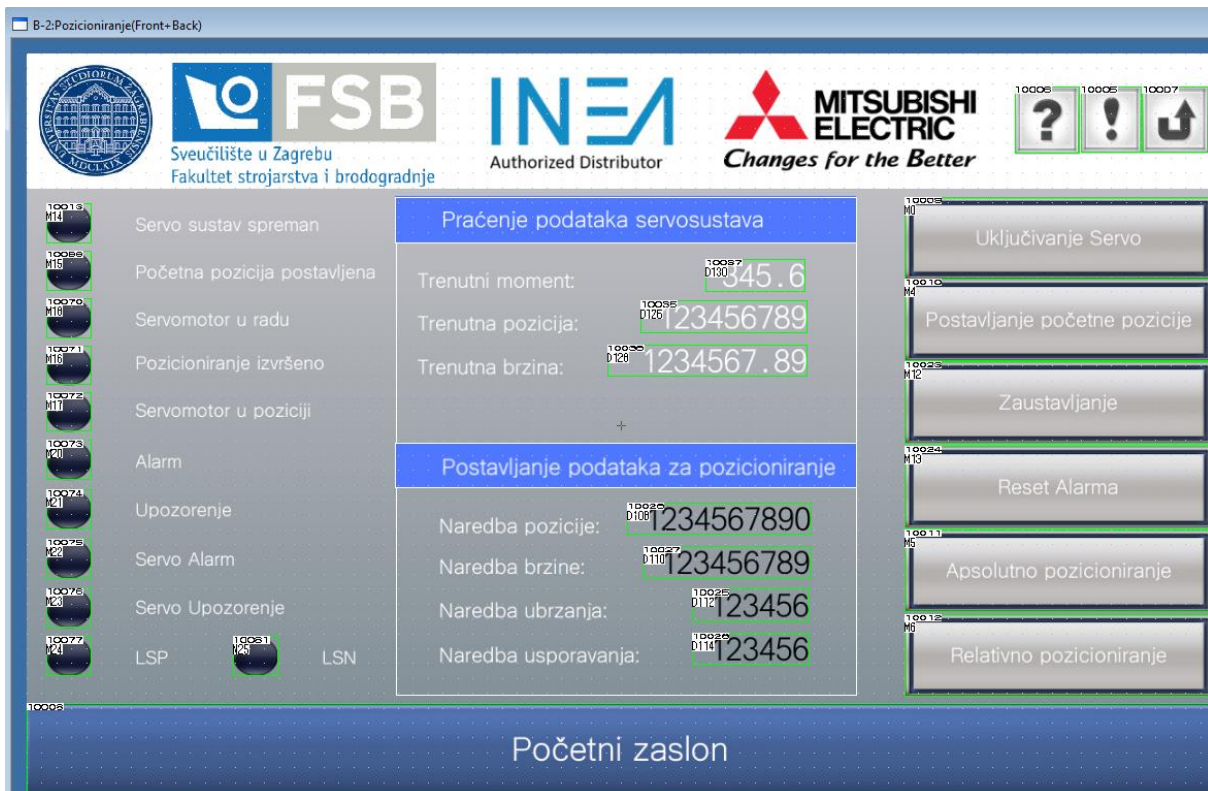 B-2:Pozicioniranje(Front+Back)
FSB
Sveučilište u Zagrebu
Fakultet strojarstva i brodogradnje
INEA
Authorized Distributor
MITSUBISHI
ELECTRIC
Changes for the Better
10006 10005 10007
? !
10013
M14
Servo sustav spreman
M15
Početna pozicija postavljena
10070
M18
Servomotor u radu
10071
M16
Pozicioniranje izvršeno
10072
M17
Servomotor u poziciji
10073
M20
Alarm
10074
M21
Upozorenje
10075
M22
Servo Alarm
10076
M23
Servo Upozorenje
10077
M24
LSP
10081
M25
LSN
Praćenje podataka servosustava
Trenutni moment:
10037
D130
345.6
Trenutna pozicija:
10035
D126
123456789
Trenutna brzina:
10036
D128
1234567.89
Postavljanje podataka za pozicioniranje
Naredba pozicije:
D108
1234567890
Naredba brzine:
10027
D110
123456789
Naredba ubrzanja:
10025
D112
123456
Naredba usporavanja:
D114
123456
10009
M0
Uključivanje Servo
10010
M4
Postavljanje početne pozicije
10023
M12
Zaustavljanje
10024
M13
Reset Alarma
10011
M5
Apsolutno pozicioniranje
10012
M6
Relativno pozicioniranje
10008
Početni zaslon